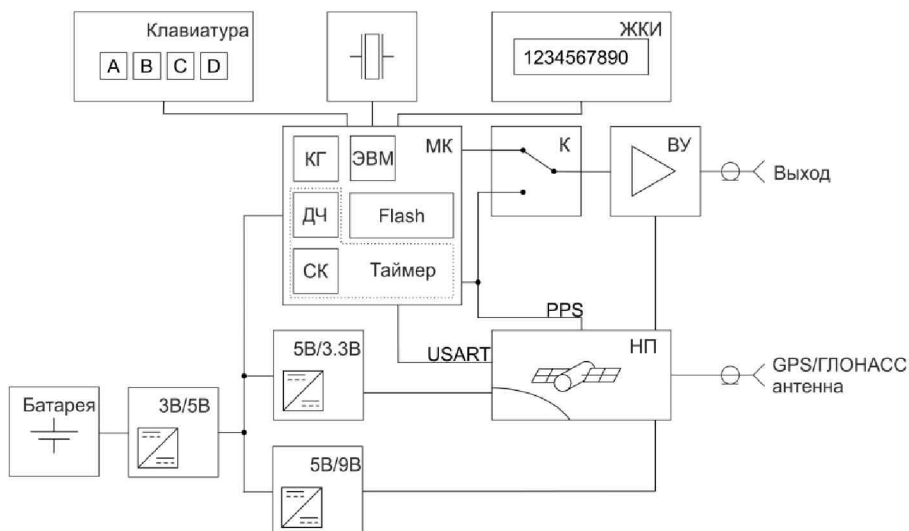 Клавиатура
A B C D
ЖКИ
1234567890
КГ
ЭВМ
МК
К
ВУ
Выход
ДЧ
Flash
СК
Таймер
PPS
USART
5В/3.3В
НП
GPS/ГЛОНАСС
антенна
Батарея
3В/5В
5В/9В